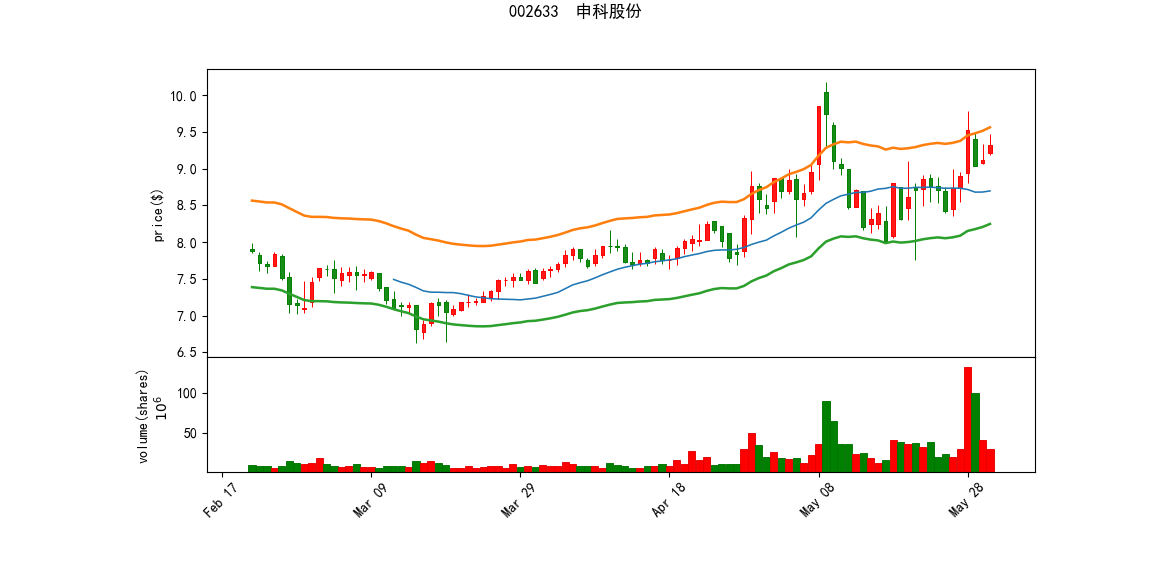 002633  申科股份
10.0
9.5
9.0
8.5
8.0
7.5
7.0
6.5
price($)
100
50
volume(shares)
10^6
Feb 17
Mar 09
Mar 29
Apr 18
May 08
May 28